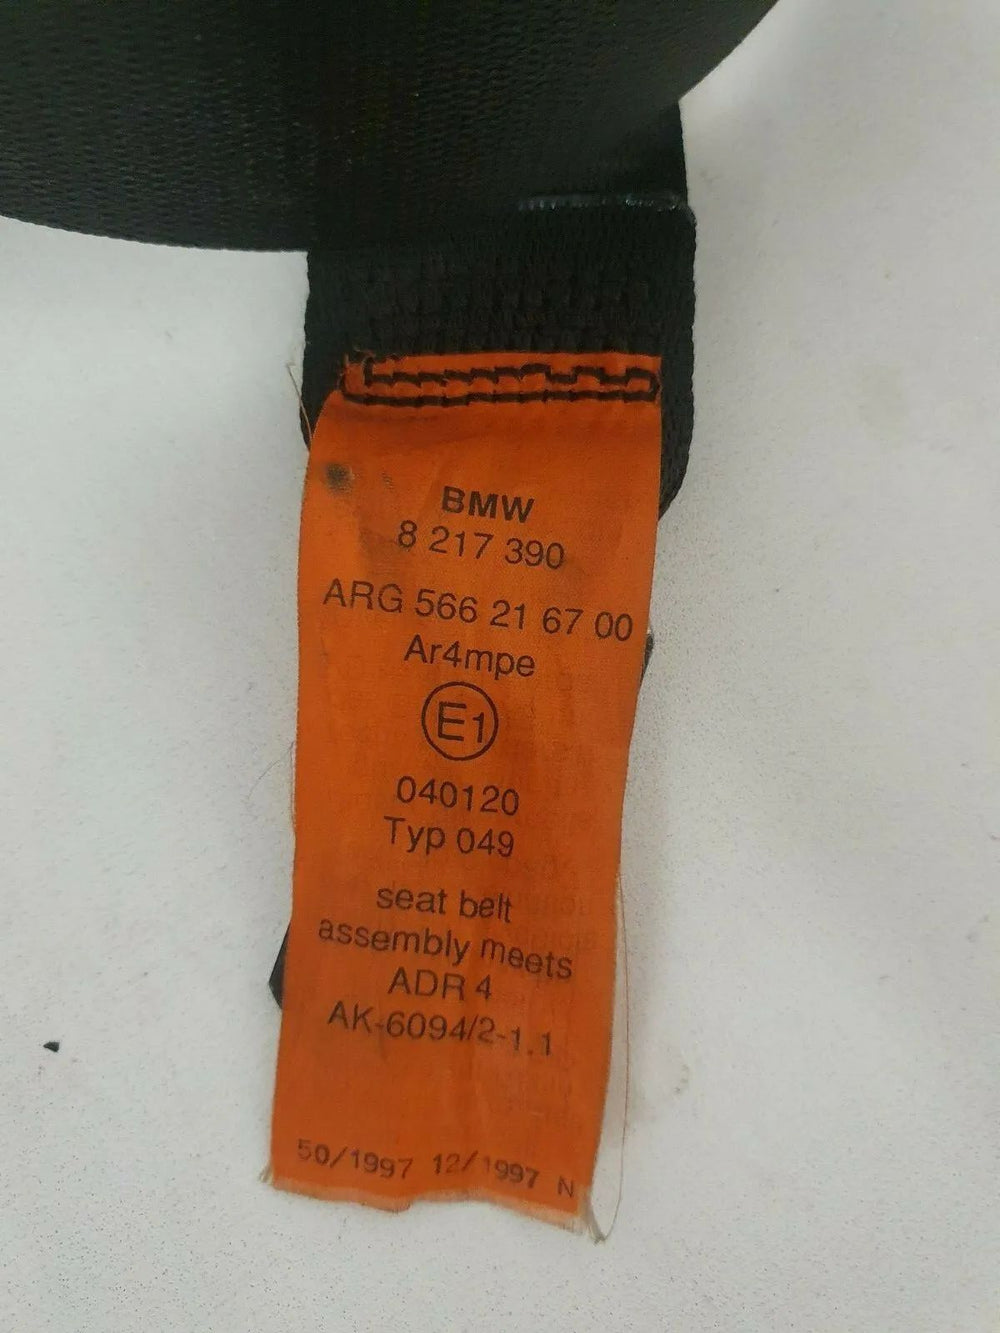 BMW
8 217 390
ARG 566 21 67 00
Ar4mpe
E1
040120
Typ 049
seat belt
assembly meets
ADR 4
AK-6094/2-1.1
50/1997 12/1997 N